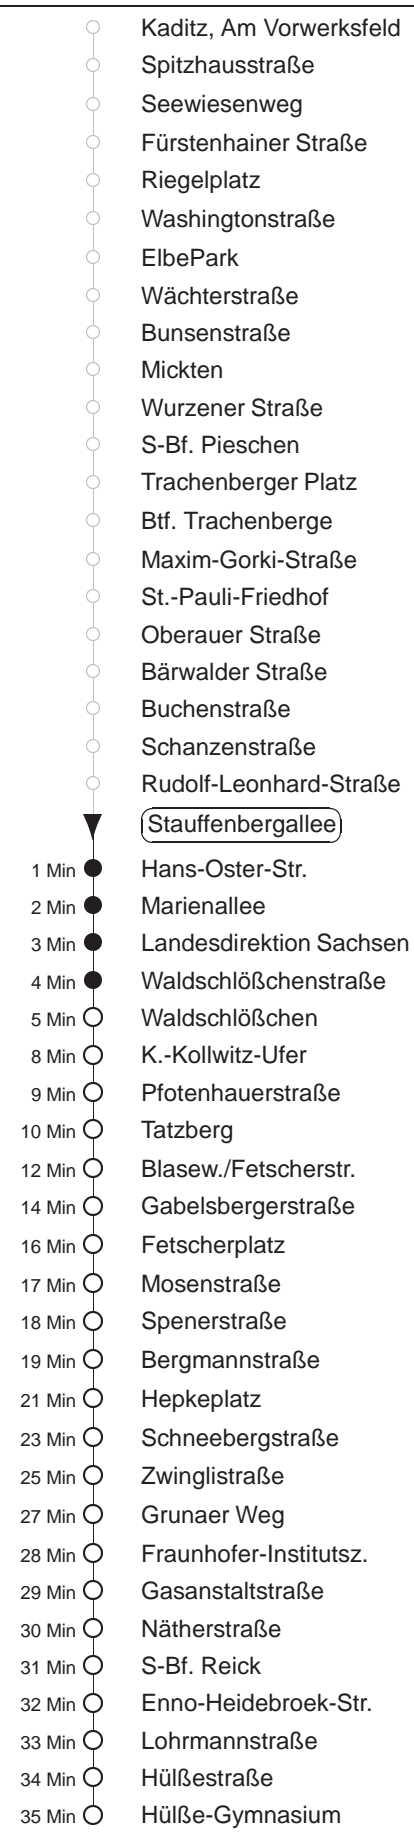 Kaditz, Am Vorwerksfeld
Spitzhausstraße
Seewiesenweg
Fürstenhainer Straße
Riegelplatz
Washingtonstraße
ElbePark
Wächterstraße
Bunsenstraße
Mickten
Wurzener Straße
S-Bf. Pieschen
Trachenberger Platz
Btf. Trachenberge
Maxim-Gorki-Straße
St.-Pauli-Friedhof
Oberauer Straße
Bärwalder Straße
Buchenstraße
Schanzenstraße
Rudolf-Leonhard-Straße
Stauffenbergallee
1 Min Hans-Oster-Str.
2 Min Marienallee
3 Min Landesdirektion Sachsen
4 Min Waldschlößchenstraße
5 Min Waldschlößchen
8 Min K.-Kollwitz-Ufer
9 Min Pfotenhauerstraße
10 Min Tatzberg
12 Min Blasew./Fetscherstr.
14 Min Gabelsbergerstraße
16 Min Fetscherplatz
17 Min Mosenstraße
18 Min Spenerstraße
19 Min Bergmannstraße
21 Min Hepkeplatz
23 Min Schneebergstraße
25 Min Zwinglistraße
27 Min Grunaer Weg
28 Min Fraunhofer-Institutsz.
29 Min Gasanstaltstraße
30 Min Nätherstraße
31 Min S-Bf. Reick
32 Min Enno-Heidebroek-Str.
33 Min Lohrmannstraße
34 Min Hülßestraße
35 Min Hülße-Gymnasium